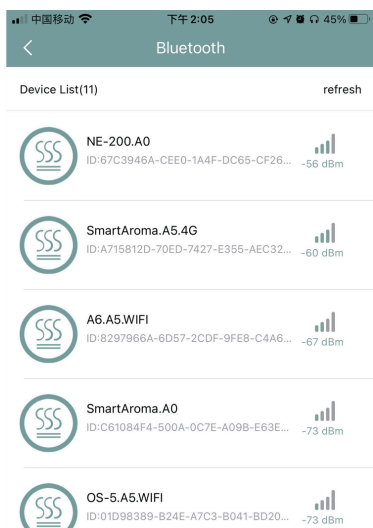 中国移动 下午2:05 45%
Bluetooth
Device List(11) refresh
NE-200.A0
ID:67C3946A-CEE0-1A4F-DC65-CF26... -56 dBm
SmartAroma.A5.4G
ID:A715812D-70ED-7427-E355-AEC32... -60 dBm
A6.A5.WIFI
ID:8297966A-6D57-2CDF-9FE8-C4A6... -67 dBm
SmartAroma.A0
ID:C61084F4-500A-0C7E-A09B-E63E... -73 dBm
OS-5.A5.WIFI
ID:01D98389-B24E-A7C3-B041-BD20... -73 dBm